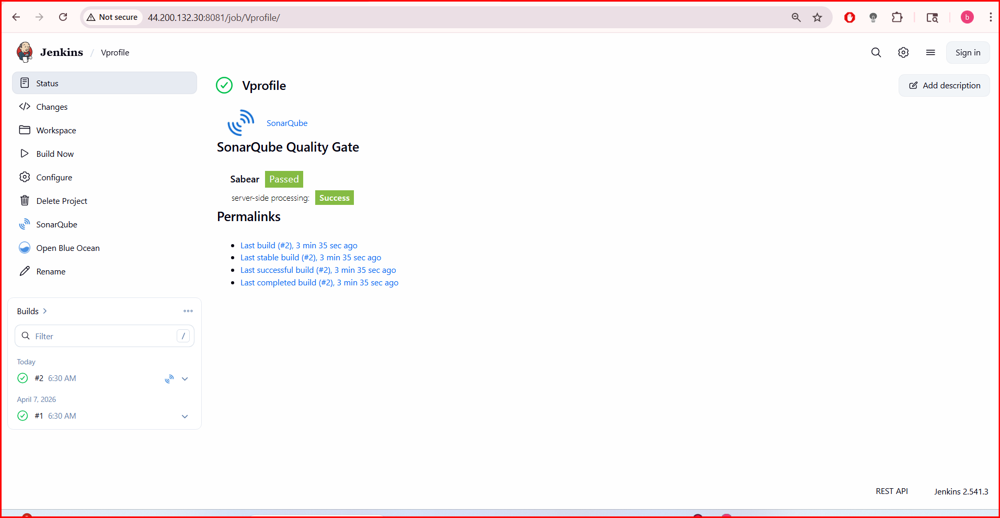 Not secure 44.200.132.30:8081/job/Vprofile/
b
Jenkins / Vprofile
Sign in
Status
Changes
Workspace
Build Now
Configure
Delete Project
SonarQube
Open Blue Ocean
Rename
Vprofile
Add description
SonarQube
SonarQube Quality Gate
Sabear Passed
server-side processing: Success
Permalinks
Last build (#2), 3 min 35 sec ago
Last stable build (#2), 3 min 35 sec ago
Last successful build (#2), 3 min 35 sec ago
Last completed build (#2), 3 min 35 sec ago
Builds
Filter /
Today
#2 6:30 AM
April 7, 2026
#1 6:30 AM
REST API Jenkins 2.541.3